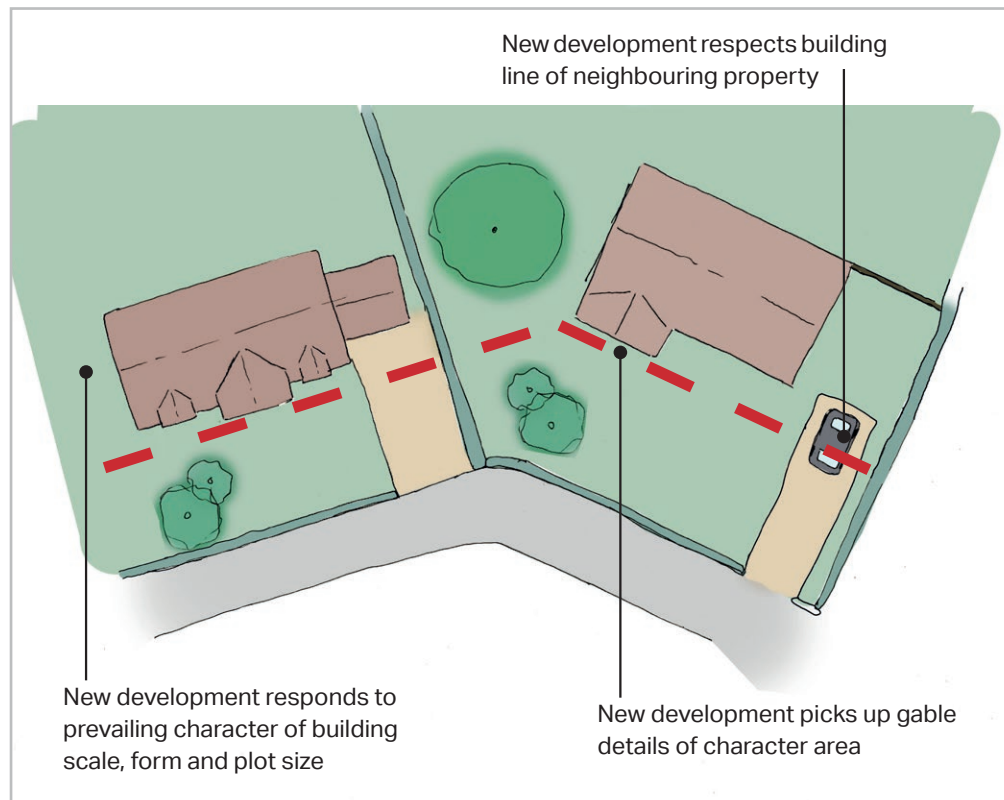 New development respects building
line of neighbouring property
New development responds to
prevailing character of building
scale, form and plot size
New development picks up gable
details of character area